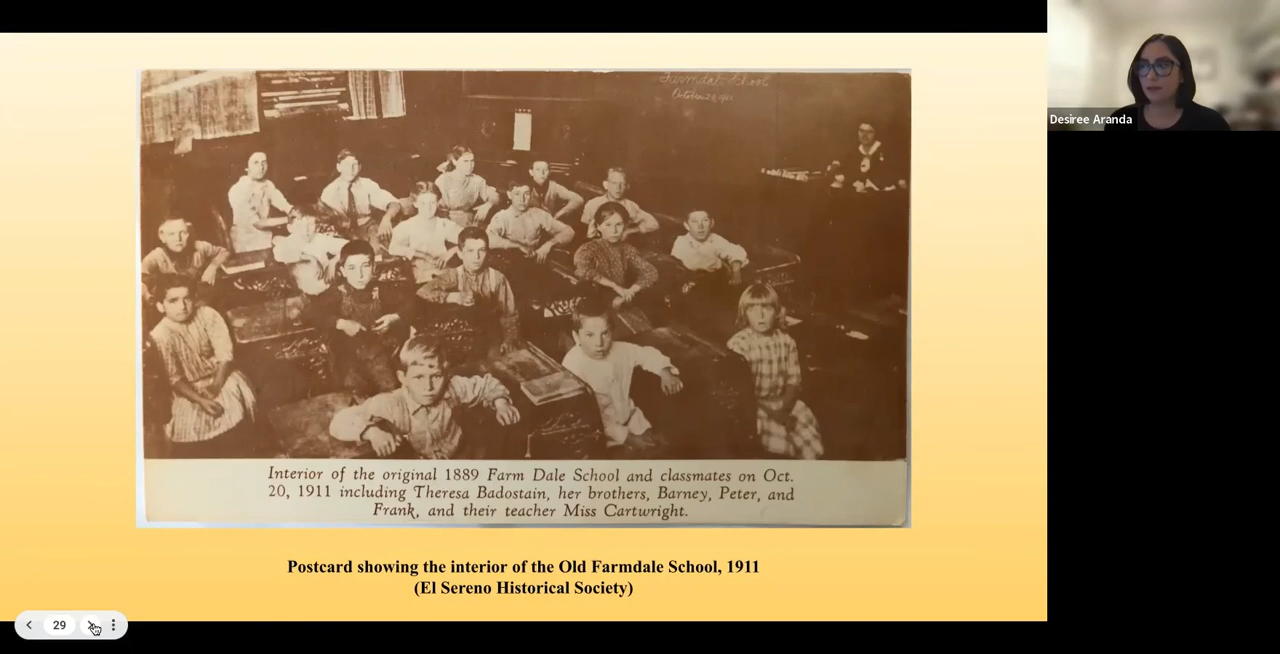 Farmdale School
Interior of the original 1889 Farm Dale School and classmates on Oct.
20, 1911 including Theresa Badostain, her brothers, Barney, Peter, and
Frank, and their teacher Miss Cartwright.
Postcard showing the interior of the Old Farmdale School, 1911
(El Sereno Historical Society)
29
Desiree Aranda